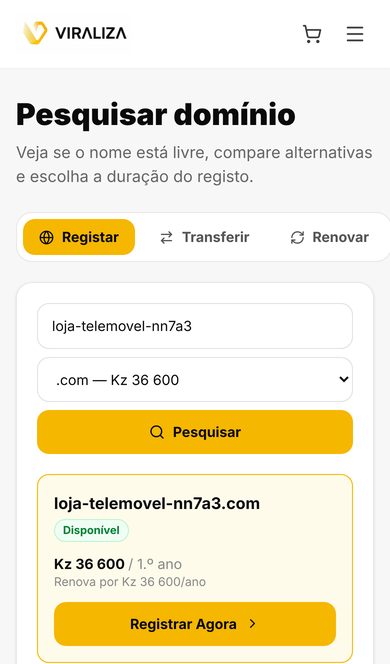 VIRALIZA
Pesquisar domínio
Veja se o nome está livre, compare alternativas
e escolha a duração do registo.
Registar
Transferir
Renovar
loja-telemovel-nn7a3
.com — Kz 36 600
Pesquisar
loja-telemovel-nn7a3.com
Disponível
Kz 36 600 / 1.º ano
Renova por Kz 36 600/ano
Registrar Agora